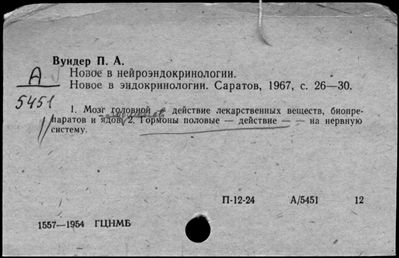 Вундер П. А.
А
Новое в нейроэндокринологии.
Новое в эндокринологии. Саратов, 1967, с. 26—30.
5451
1. Мозг головной — действие лекарственных веществ, биопре-
паратов и ядов. 2. Гормоны половые — действие — — на нервную
систему.
П-12-24 А/5451 12
1557—1954 ГЦНМБ